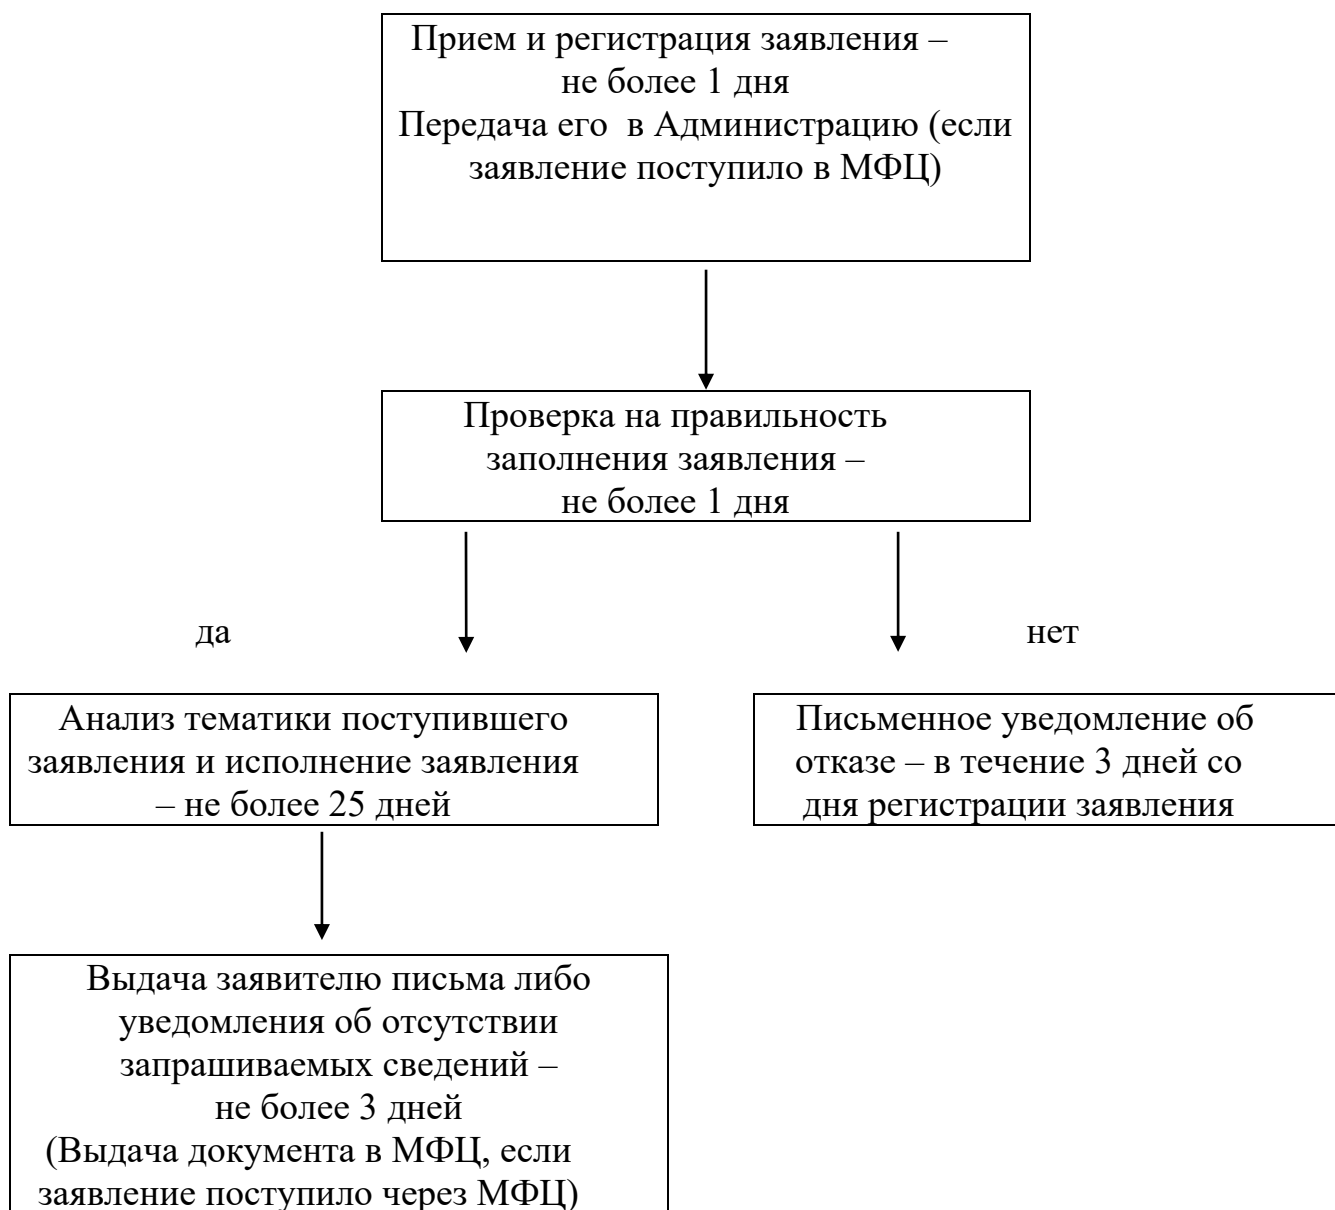 Прием и регистрация заявления –
не более 1 дня
Передача его  в Администрацию (если
заявление поступило в МФЦ)
Проверка на правильность
заполнения заявления –
не более 1 дня
да
нет
Анализ тематики поступившего
заявления и исполнение заявления
– не более 25 дней
Письменное уведомление об
отказе – в течение 3 дней со
дня регистрации заявления
Выдача заявителю письма либо
уведомления об отсутствии
запрашиваемых сведений –
не более 3 дней
(Выдача документа в МФЦ, если
заявление поступило через МФЦ)